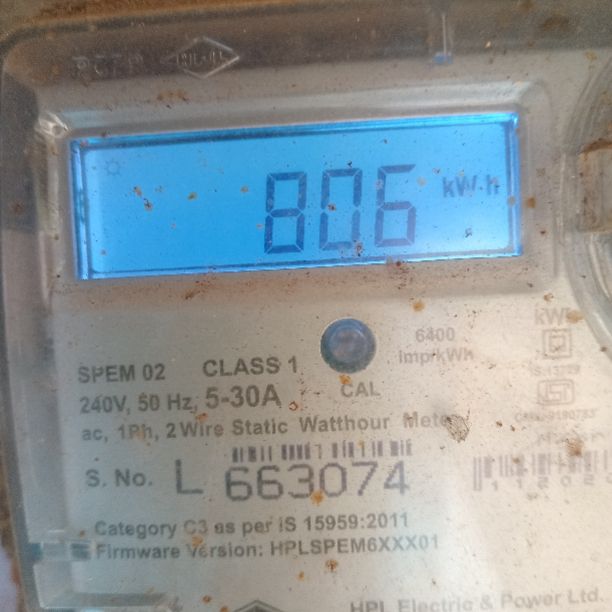 806 kW·h
6400
imp/kWh
kWh
SPEM 02 CLASS 1
CAL
240V, 50 Hz, 5-30A
ac, 1Ph, 2 Wire Static Watthour Meter
S. No. L 663074
Category C3 as per IS 15959:2011
Firmware Version: HPLSPEM6XXX01
HPL Electric & Power Ltd.